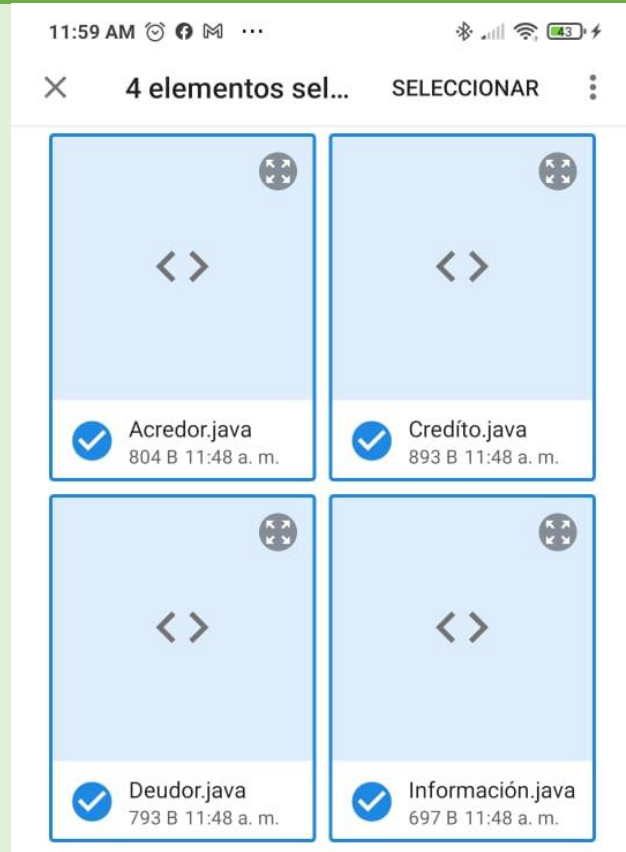 11:59 AM
43
4 elementos sel... SELECCIONAR
Acredor.java
804 B 11:48 a. m.
Credíto.java
893 B 11:48 a. m.
Deudor.java
793 B 11:48 a. m.
Información.java
697 B 11:48 a. m.